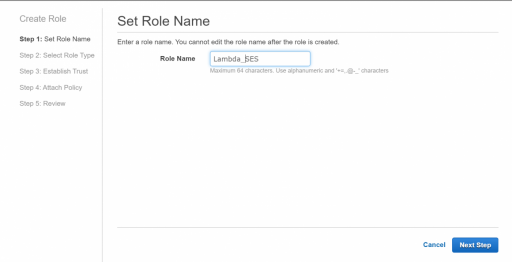 Create Role
Step 1: Set Role Name
Step 2: Select Role Type
Step 3: Establish Trust
Step 4: Attach Policy
Step 5: Review
Set Role Name
Enter a role name. You cannot edit the role name after the role is created.
Role Name Lambda_SES
Maximum 64 characters. Use alphanumeric and '+=,.@-_' characters
Cancel Next Step